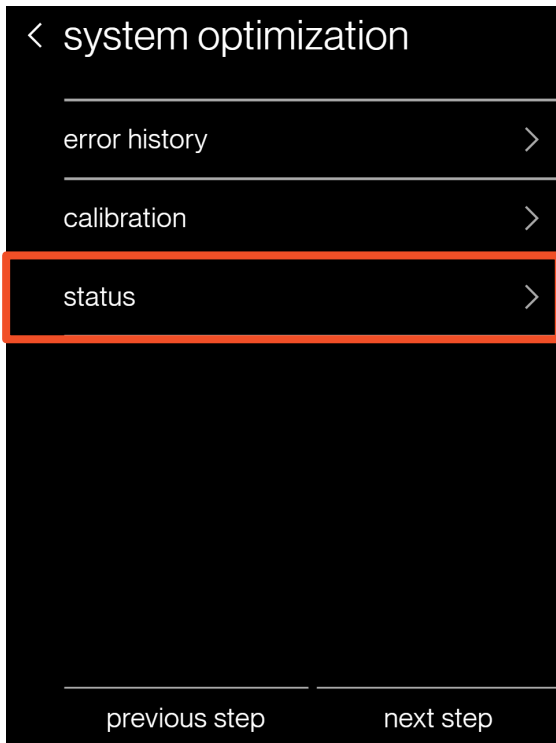 system optimization
error history
calibration
status
previous step next step